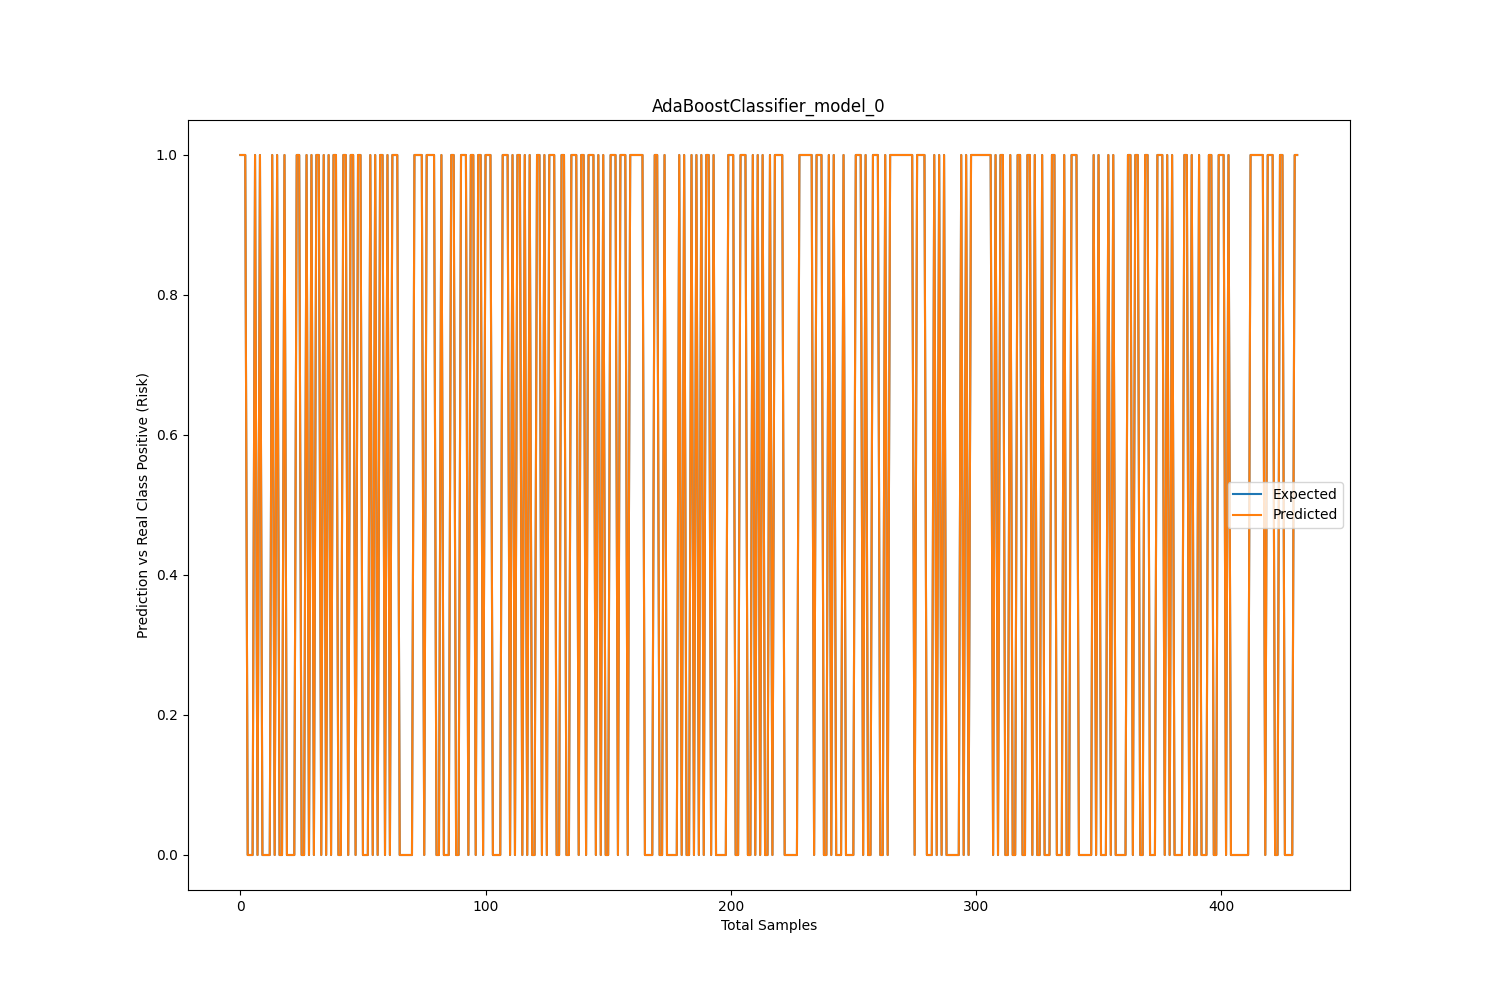 AdaBoostClassifier_model_0
1.0
0.8
0.6
0.4
0.2
0.0
Prediction vs Real Class Positive (Risk)
Expected
Predicted
0 100 200 300 400
Total Samples